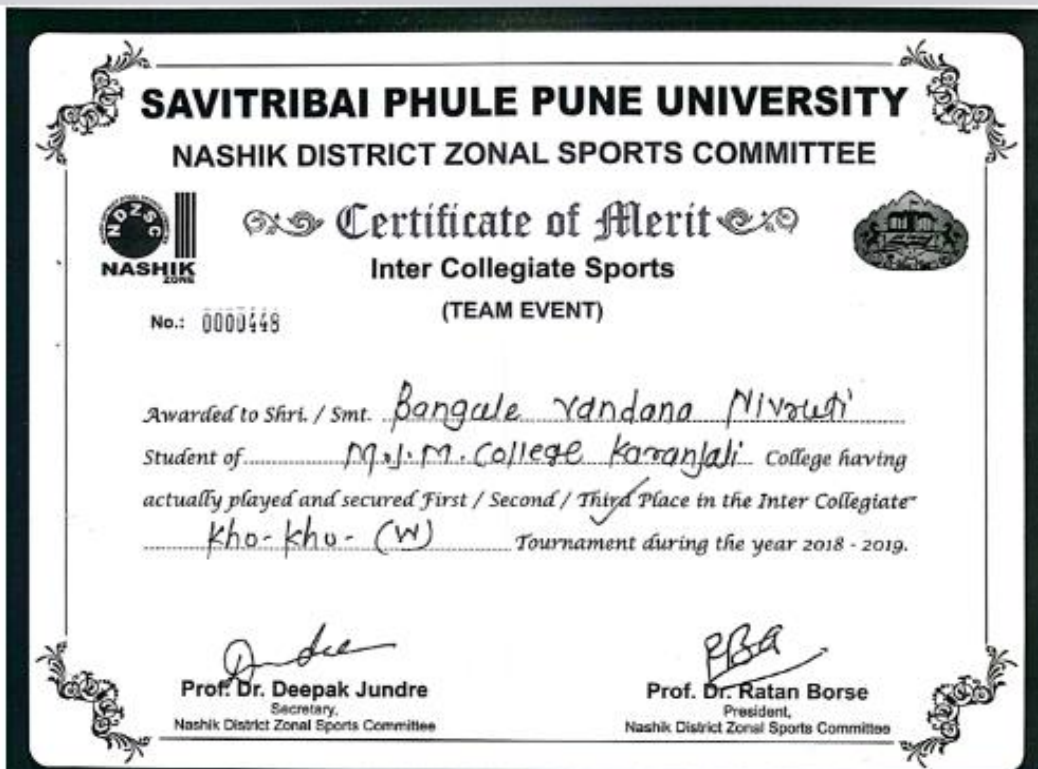 SAVITRIBAI PHULE PUNE UNIVERSITY
NASHIK DISTRICT ZONAL SPORTS COMMITTEE
NDZSC
NASHIK
ZONE
Certificate of Merit
Inter Collegiate Sports
(TEAM EVENT)
No.: 0000448
Awarded to Shri. / Smt. Bangale Vandana Nivruti
Student of M.J.M. College Karanjali College having
actually played and secured First / Second / Third Place in the Inter Collegiate
Kho-kho- (W) Tournament during the year 2018 - 2019.
Prof. Dr. Deepak Jundre
Secretary,
Nashik District Zonal Sports Committee
Prof. Dr. Ratan Borse
President,
Nashik District Zonal Sports Committee